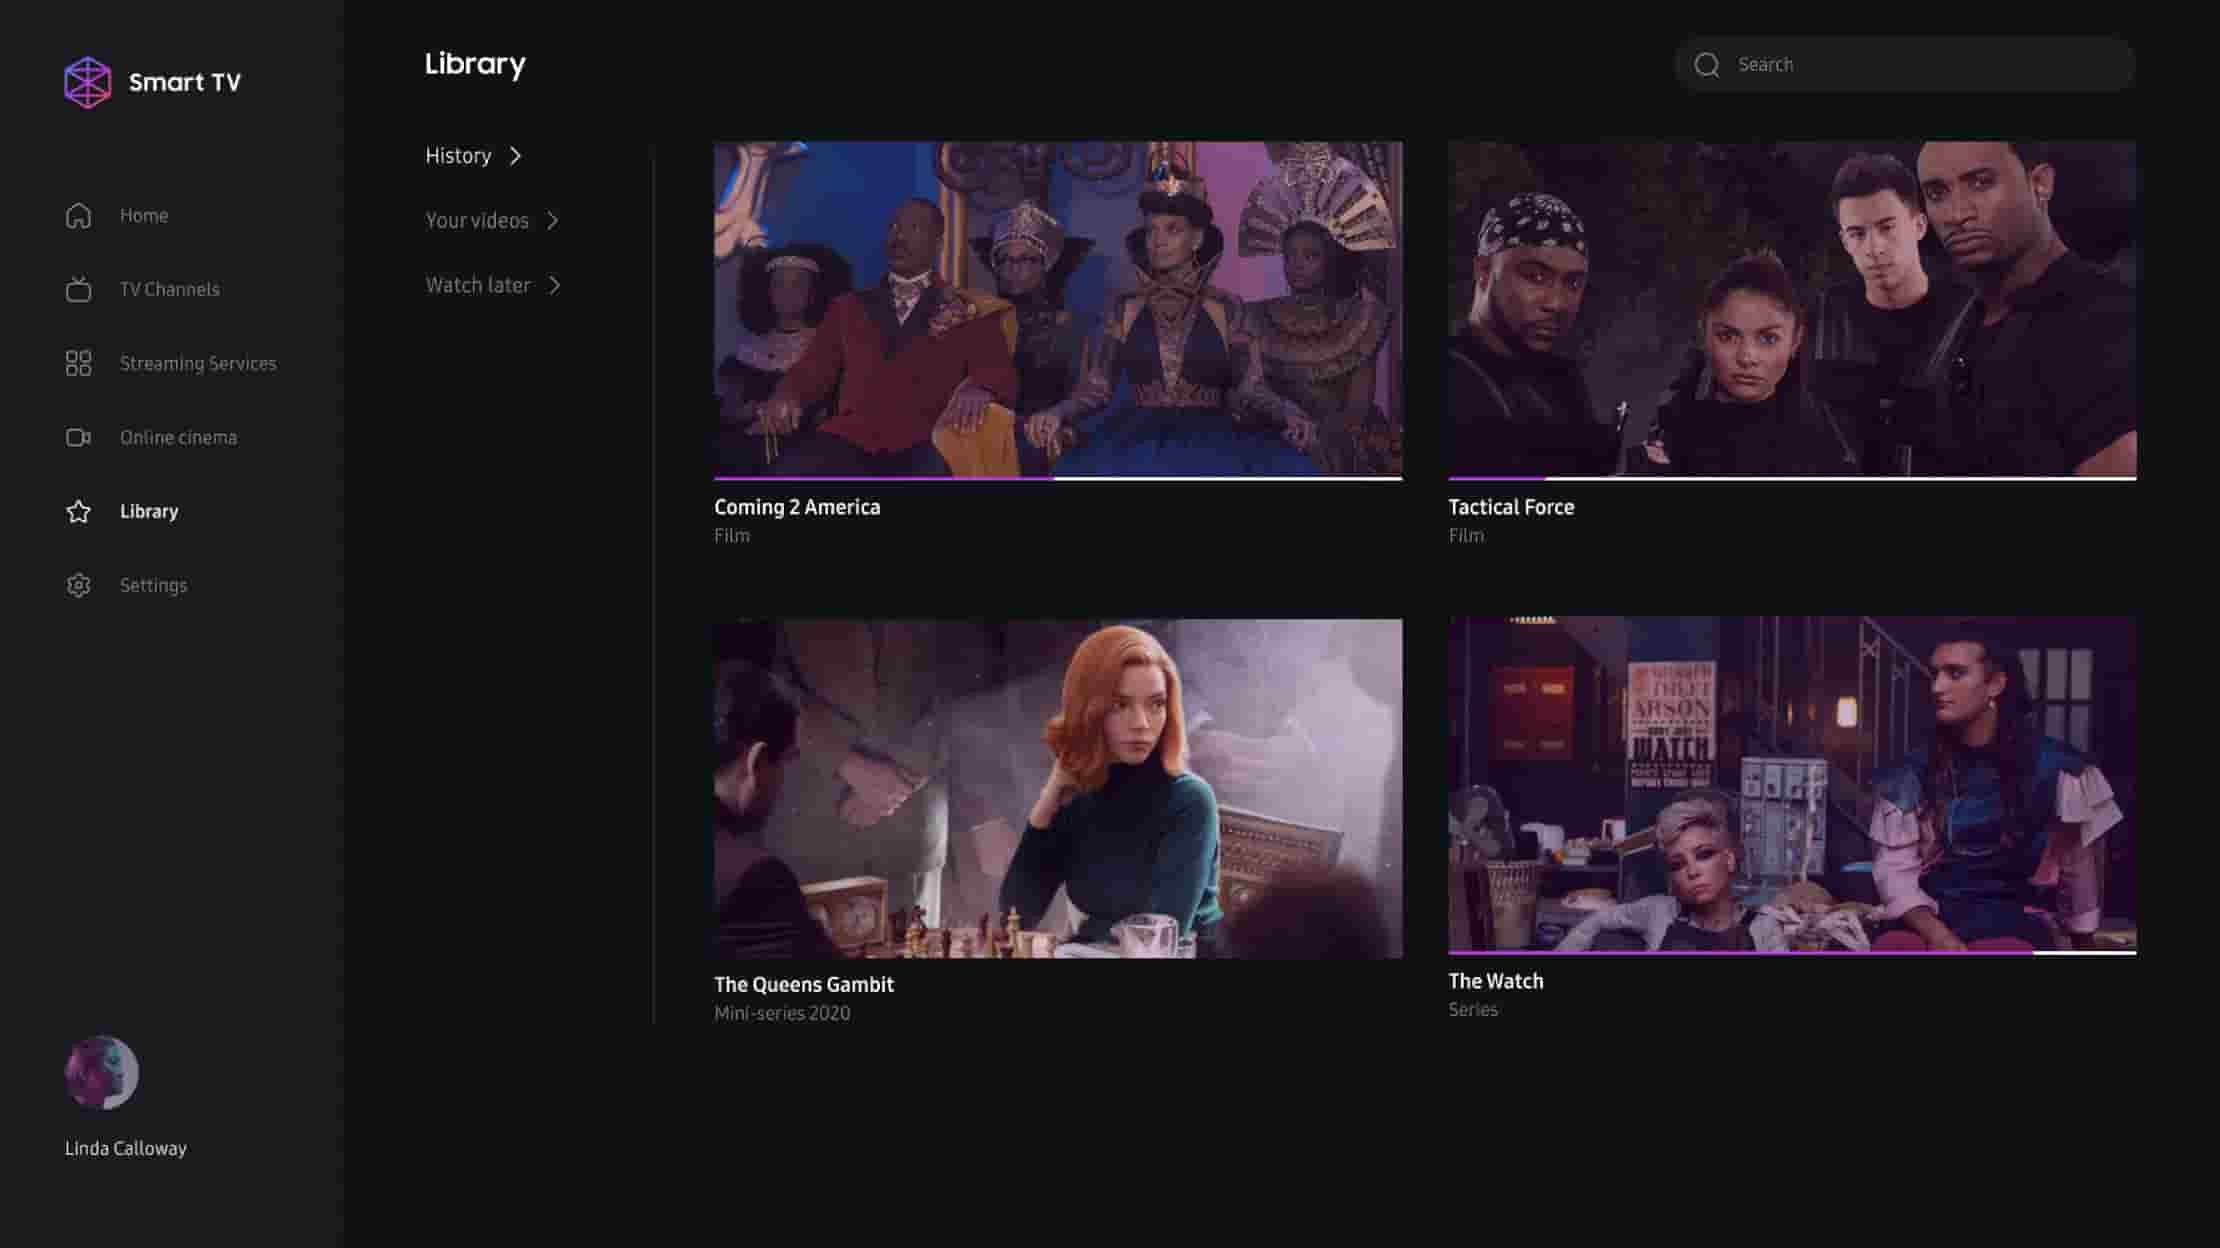 Smart TV
Home
TV Channels
Streaming Services
Online cinema
Library
Settings
Linda Calloway
Library
Search
History
Your videos
Watch later
Coming 2 America
Film
Tactical Force
Film
The Queens Gambit
Mini-series 2020
THEFT
ARSON
WATCH
The Watch
Series